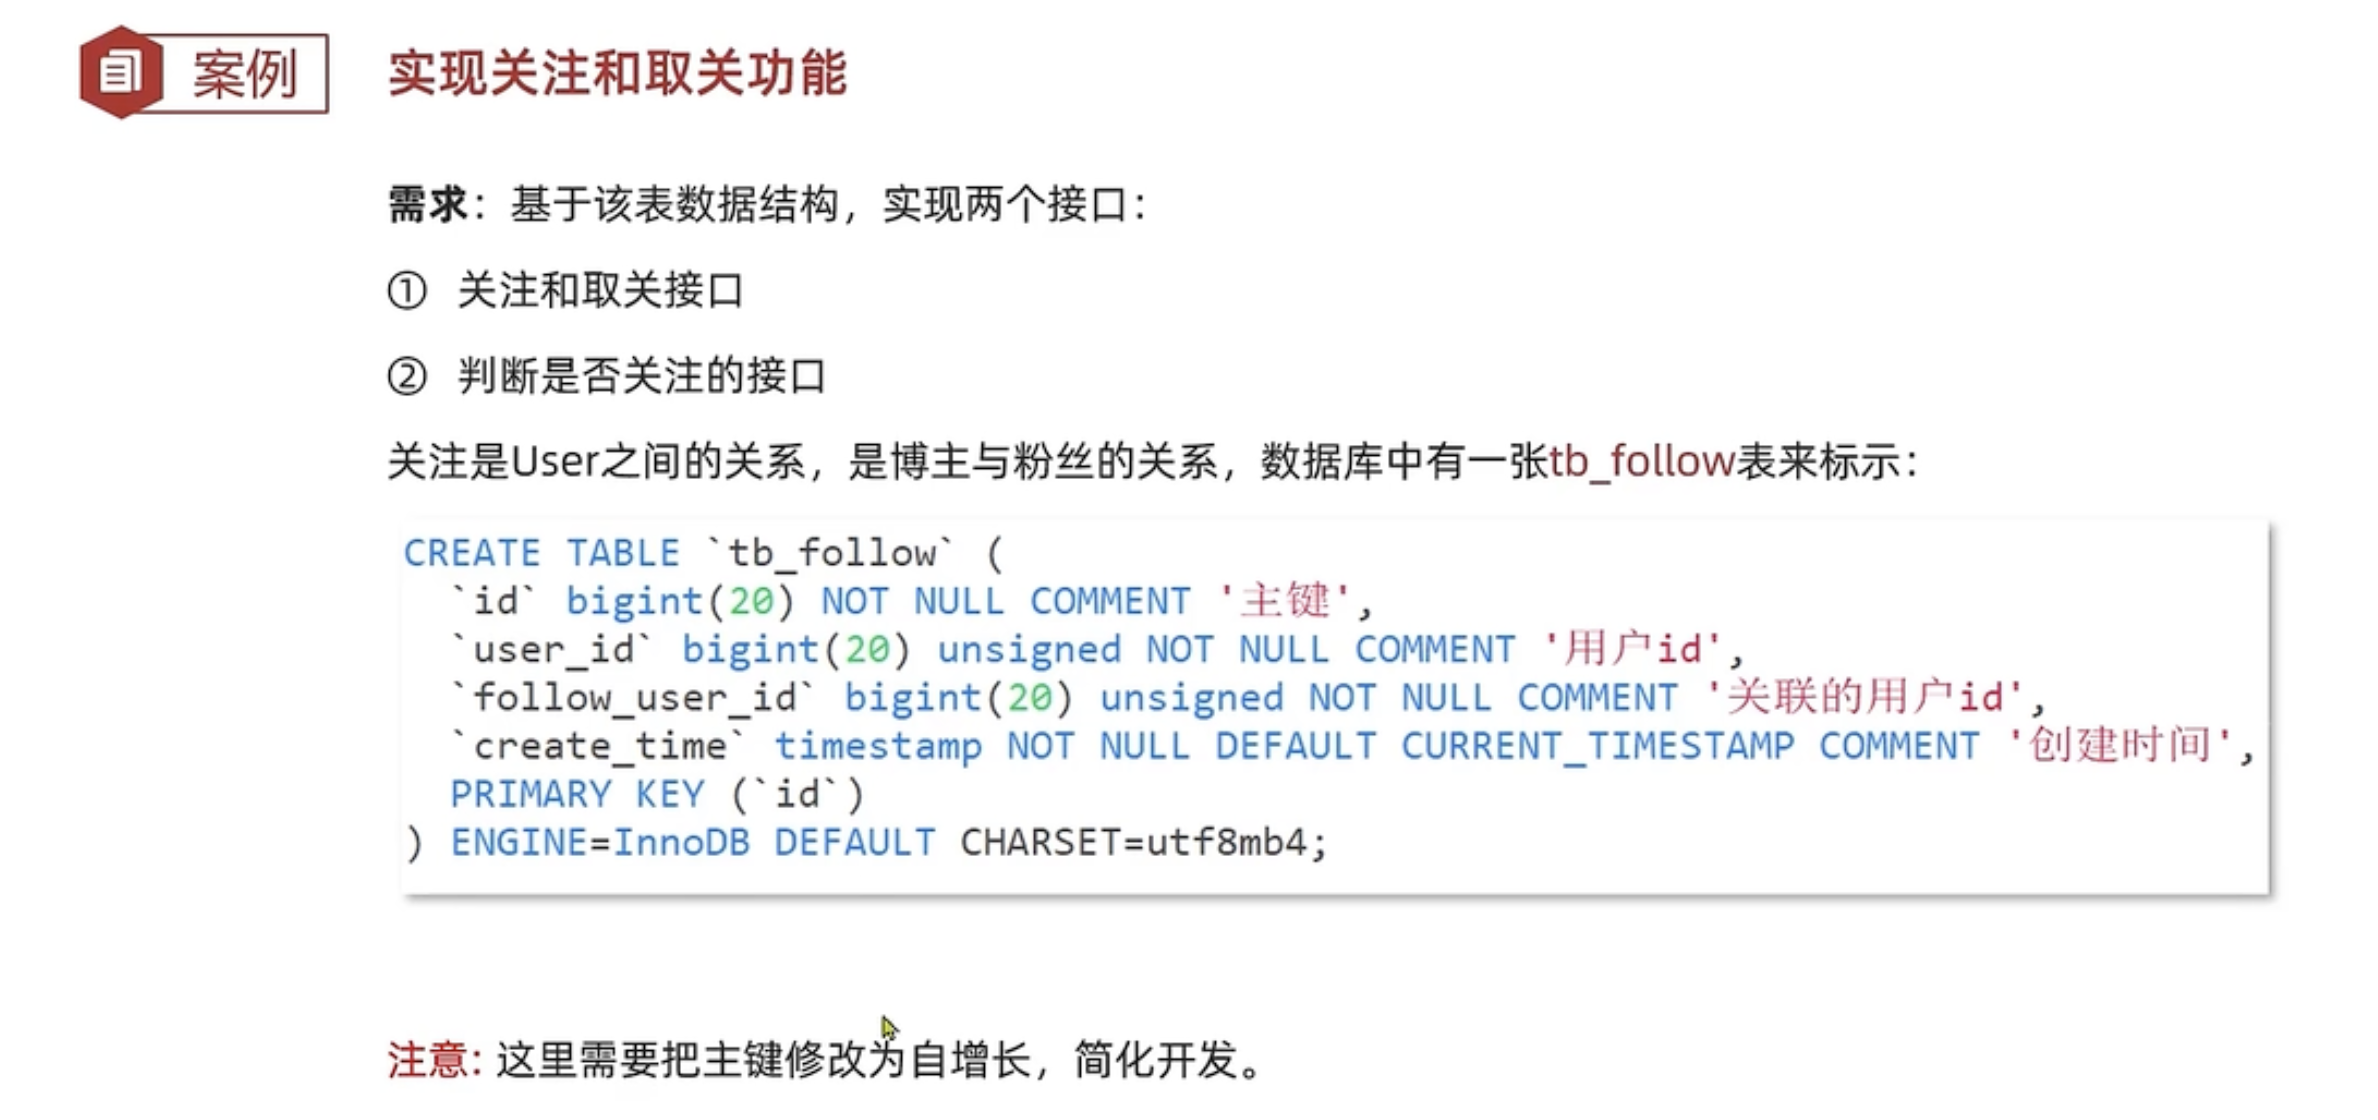 案例
实现关注和取关功能
需求：基于该表数据结构，实现两个接口：
① 关注和取关接口
② 判断是否关注的接口
关注是User之间的关系，是博主与粉丝的关系，数据库中有一张tb_follow表来标示：
CREATE TABLE `tb_follow` (
`id` bigint(20) NOT NULL COMMENT '主键',
`user_id` bigint(20) unsigned NOT NULL COMMENT '用户id',
`follow_user_id` bigint(20) unsigned NOT NULL COMMENT '关联的用户id',
`create_time` timestamp NOT NULL DEFAULT CURRENT_TIMESTAMP COMMENT '创建时间',
PRIMARY KEY (`id`)
) ENGINE=InnoDB DEFAULT CHARSET=utf8mb4;
注意：这里需要把主键修改为自增长，简化开发。